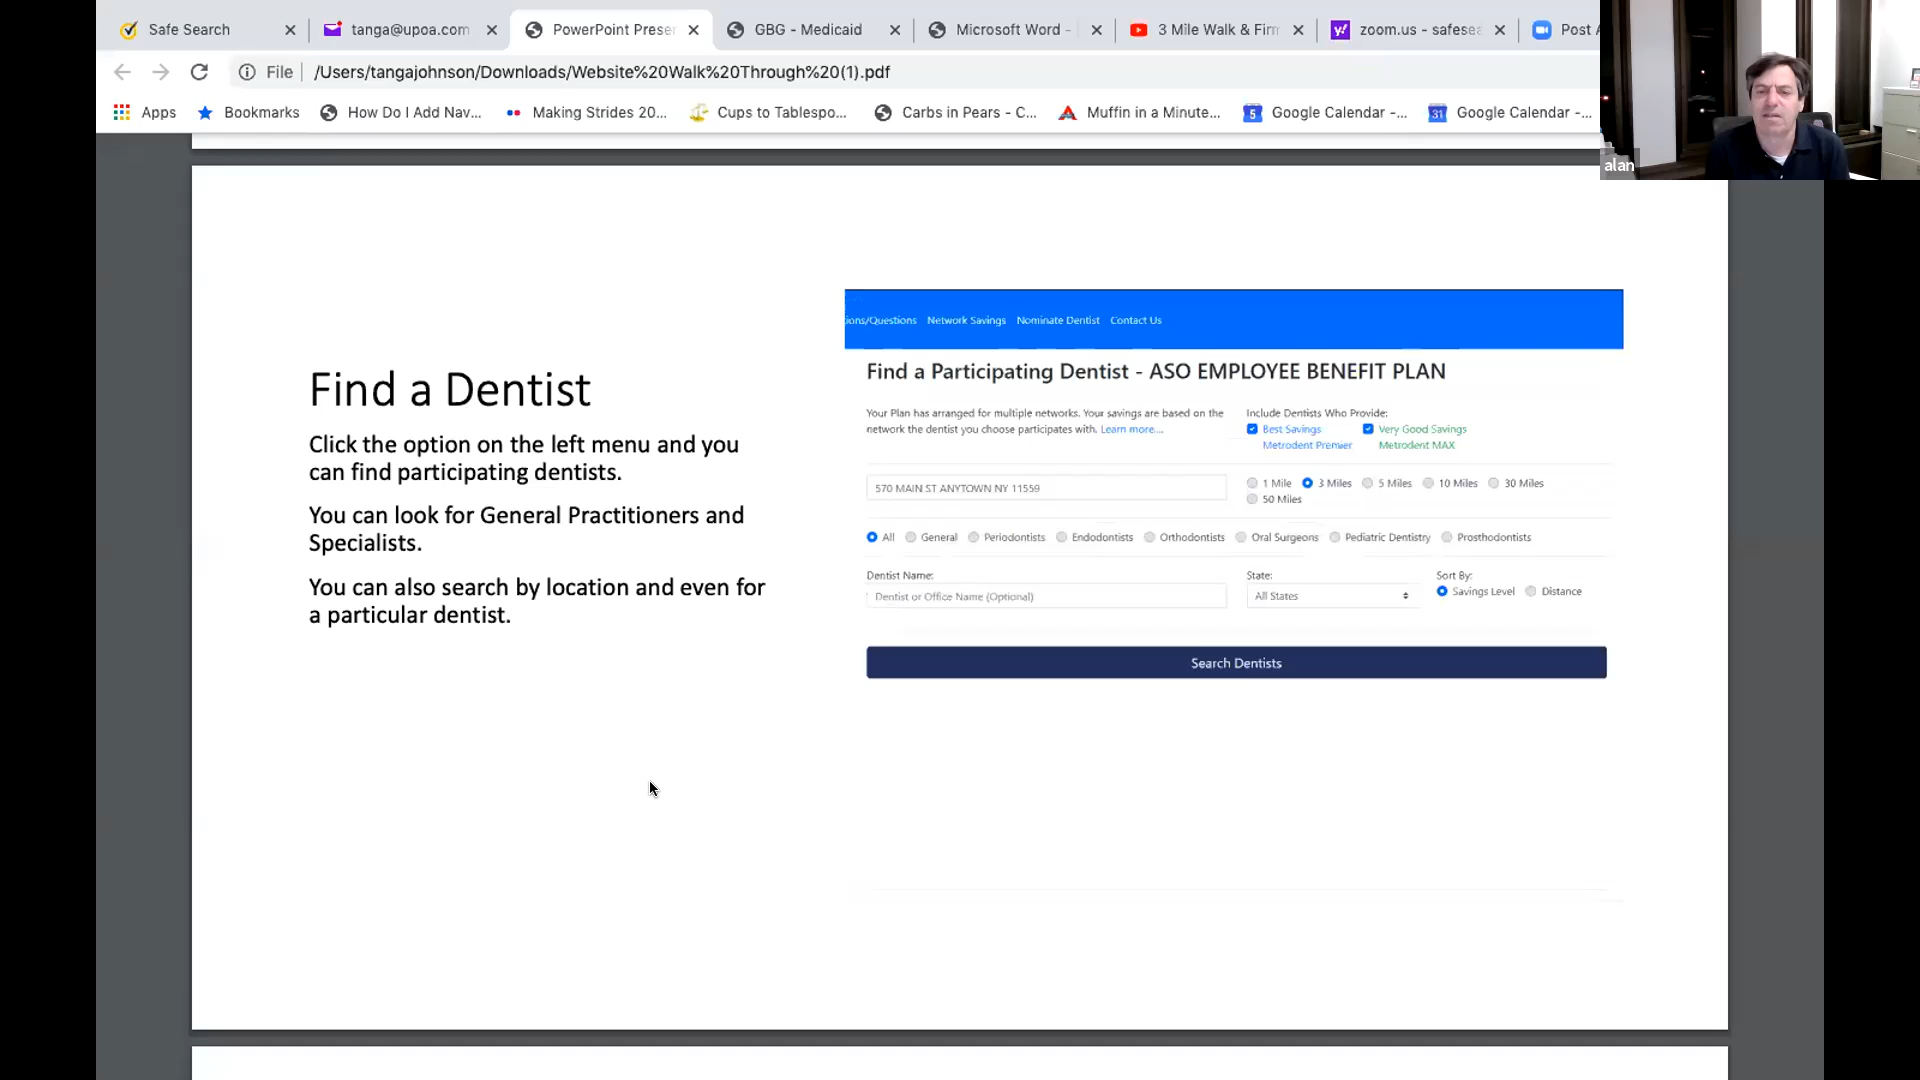 Safe Search
tanga@upoa.com
PowerPoint Presen
GBG - Medicaid
Microsoft Word -
3 Mile Walk & Firm
zoom.us - safesea
Post
File
/Users/tangajohnson/Downloads/Website%20Walk%20Through%20(1).pdf
Apps
Bookmarks
How Do I Add Nav...
Making Strides 20...
Cups to Tablespo...
Carbs in Pears - C...
Muffin in a Minute...
5
Google Calendar -...
31
Google Calendar -...
alan
Find a Dentist
Click the option on the left menu and you
can find participating dentists.
You can look for General Practitioners and
Specialists.
You can also search by location and even for
a particular dentist.
ions/Questions Network Savings Nominate Dentist Contact Us
Find a Participating Dentist - ASO EMPLOYEE BENEFIT PLAN
Your Plan has arranged for multiple networks. Your savings are based on the
network the dentist you choose participates with. Learn more....
Include Dentists Who Provide:
Best Savings
Metrodent Premier
Very Good Savings
Metrodent MAX
570 MAIN ST ANYTOWN NY 11559
1 Mile 3 Miles 5 Miles 10 Miles 30 Miles
50 Miles
All General Periodontists Endodontists Orthodontists Oral Surgeons Pediatric Dentistry Prosthodontists
Dentist Name:
Dentist or Office Name (Optional)
State:
All States
Sort By:
Savings Level Distance
Search Dentists